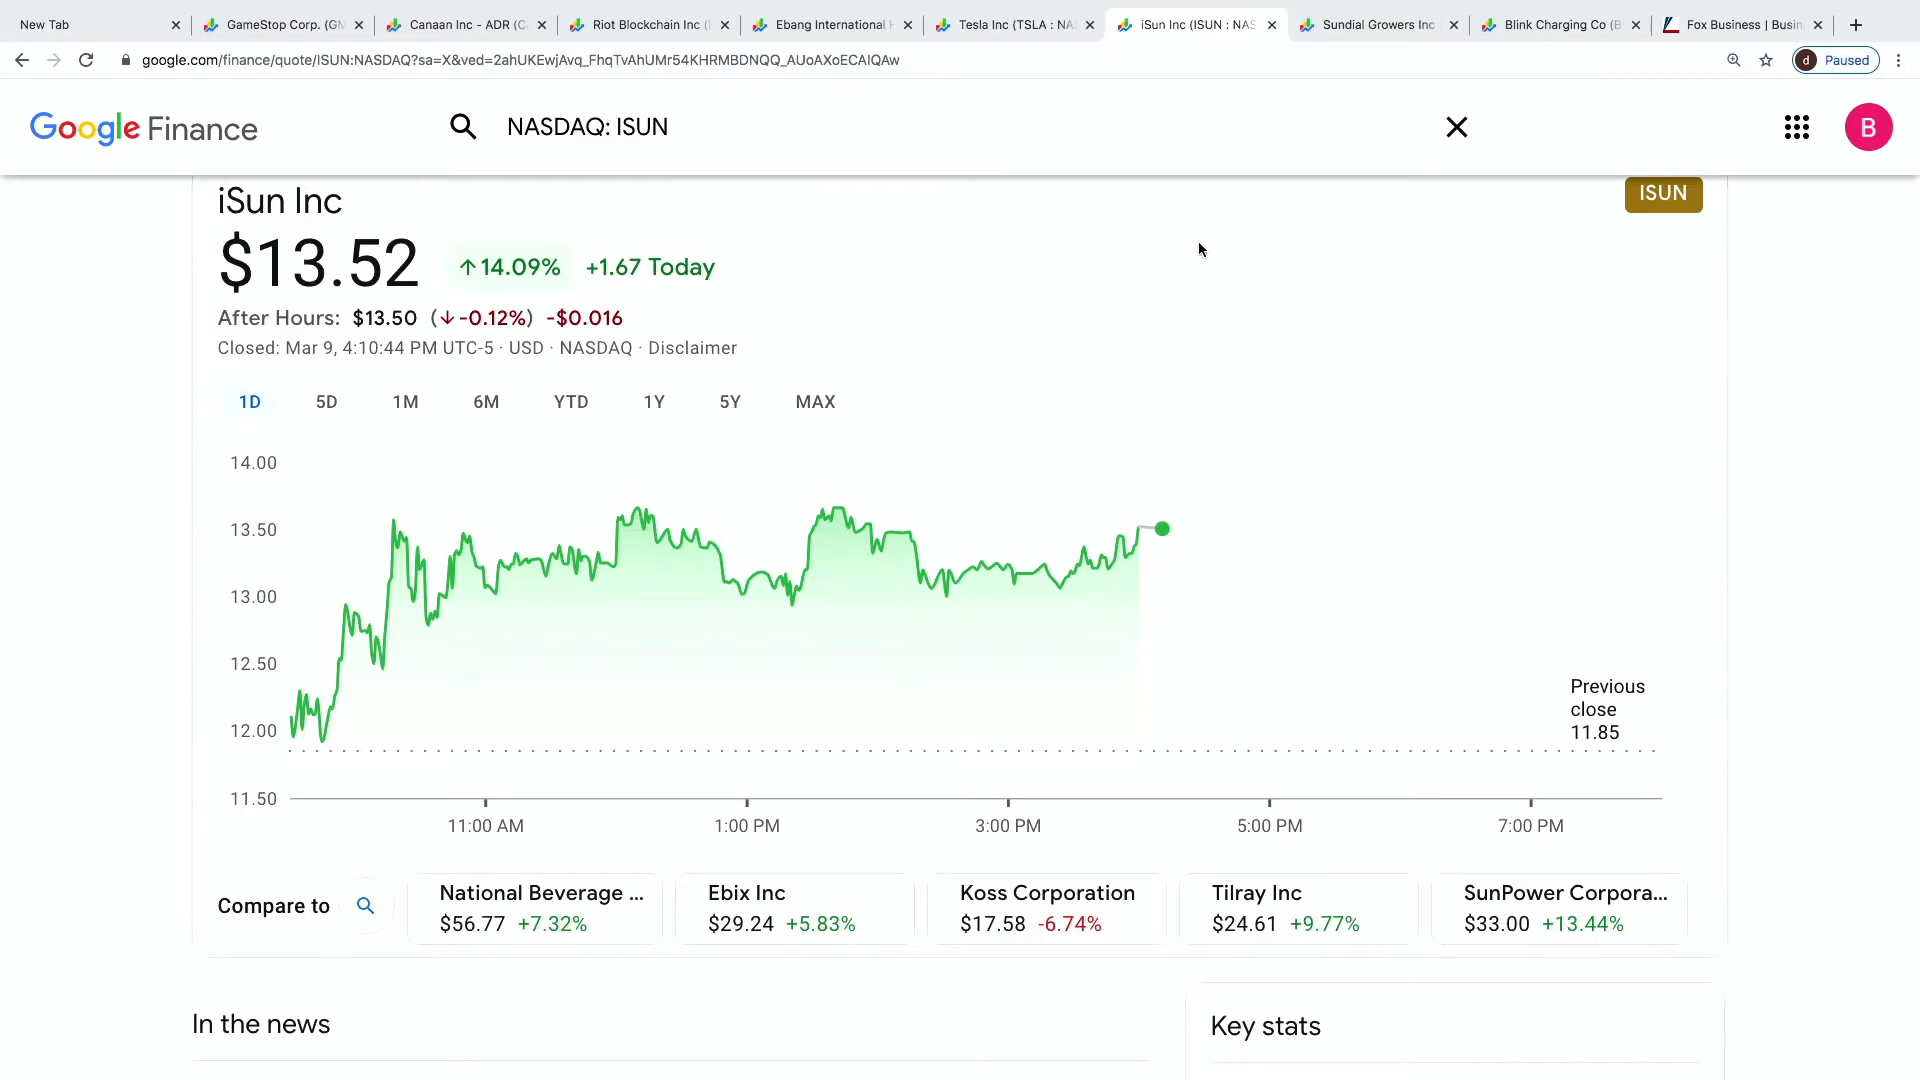 New Tab
GameStop Corp. (GM
Canaan Inc - ADR (C
Riot Blockchain Inc (
Ebang International H
Tesla Inc (TSLA : NA
iSun Inc (ISUN : NAS
Sundial Growers Inc
Blink Charging Co (B
Fox Business | Busin
google.com/finance/quote/ISUN:NASDAQ?sa=X&ved=2ahUKEwjAvq_FhqTvAhUMr54KHRMBDNQQ_AUoAXoECAIQAw
d Paused
Google Finance
NASDAQ: ISUN
B
iSun Inc
ISUN
$13.52 ↑14.09% +1.67 Today
After Hours: $13.50 (↓-0.12%) -$0.016
Closed: Mar 9, 4:10:44 PM UTC-5 · USD · NASDAQ · Disclaimer
1D 5D 1M 6M YTD 1Y 5Y MAX
14.00
13.50
13.00
12.50
12.00
11.50
Previous
close
11.85
11:00 AM 1:00 PM 3:00 PM 5:00 PM 7:00 PM
Compare to
National Beverage ...
$56.77 +7.32%
Ebix Inc
$29.24 +5.83%
Koss Corporation
$17.58 -6.74%
Tilray Inc
$24.61 +9.77%
SunPower Corpora...
$33.00 +13.44%
In the news
Key stats